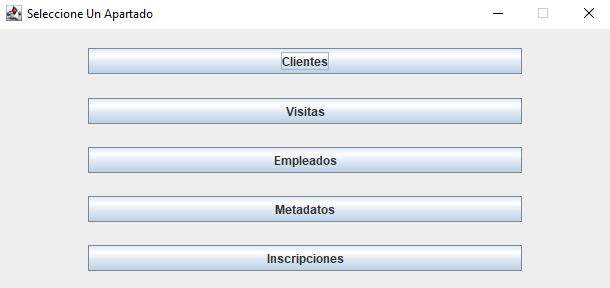 Seleccione Un Apartado
Clientes
Visitas
Empleados
Metadatos
Inscripciones